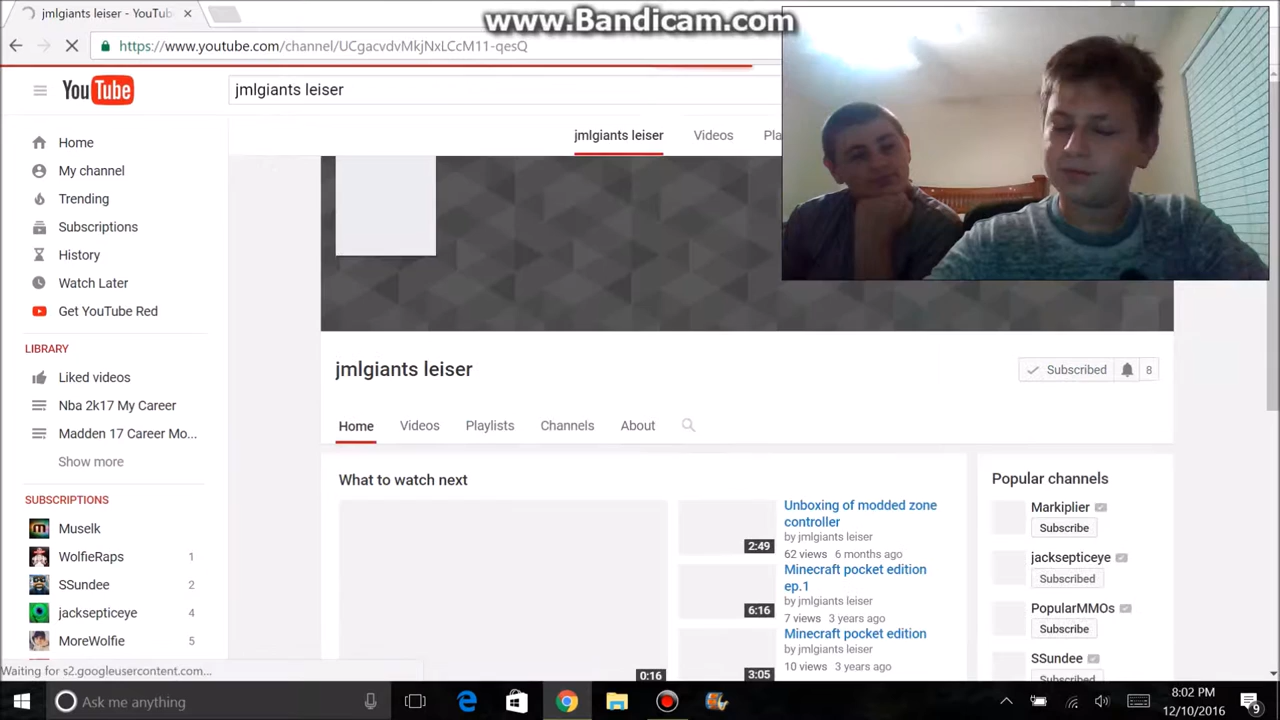 www.Bandicam.com
jmlgiants leiser - YouTub
https://www.youtube.com/channel/UCgacvdvMkjNxLCcM11-qesQ
YouTube
jmlgiants leiser
jmlgiants leiser Videos Pla
Home
My channel
Trending
Subscriptions
History
Watch Later
Get YouTube Red
LIBRARY
Liked videos
Nba 2k17 My Career
Madden 17 Career Mo...
Show more
SUBSCRIPTIONS
Muselk
WolfieRaps 1
SSundee 2
jacksepticeye 4
MoreWolfie 5
jmlgiants leiser
Subscribed 8
Home Videos Playlists Channels About
What to watch next
0:16
2:49
Unboxing of modded zone
controller
by jmlgiants leiser
62 views 6 months ago
6:16
Minecraft pocket edition
ep.1
by jmlgiants leiser
7 views 3 years ago
3:05
Minecraft pocket edition
by jmlgiants leiser
10 views 3 years ago
Popular channels
Markiplier
Subscribe
jacksepticeye
Subscribed
PopularMMOs
Subscribe
SSundee
Subscribed
Waiting for s2.googleusercontent.com...
Ask me anything
8:02 PM
12/10/2016
9